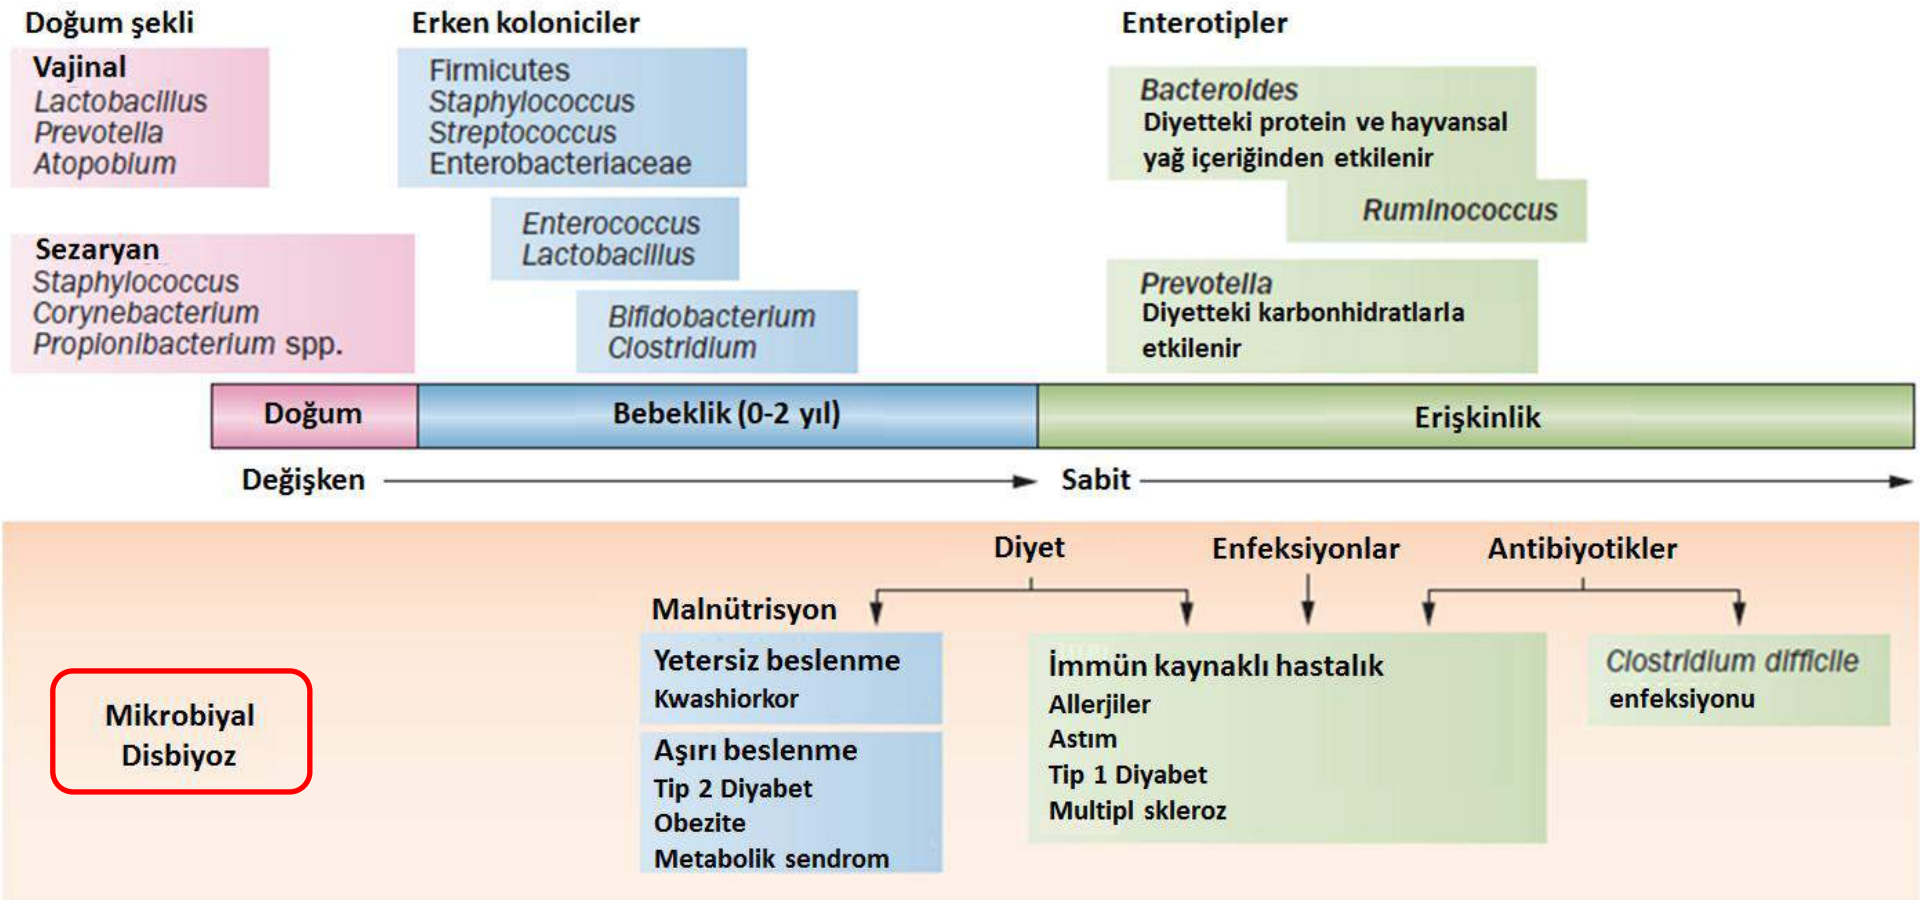 Doğum şekli
Vajinal
Lactobacillus
Prevotella
Atopobium
Sezaryan
Staphylococcus
Corynebacterium
Propionibacterium spp.
Erken koloniciler
Firmicutes
Staphylococcus
Streptococcus
Enterobacteriaceae
Enterococcus
Lactobacillus
Bifidobacterium
Clostridium
Enterotipler
Bacteroides
Diyetteki protein ve hayvansal
yağ içeriğinden etkilenir
Ruminococcus
Prevotella
Diyetteki karbonhidratlarla
etkilenir
Doğum
Bebeklik (0-2 yıl)
Erişkinlik
Değişken
Sabit
Diyet
Enfeksiyonlar
Antibiyotikler
Malnütrisyon
Yetersiz beslenme
Kwashiorkor
Aşırı beslenme
Tip 2 Diyabet
Obezite
Metabolik sendrom
İmmün kaynaklı hastalık
Allerjiler
Astım
Tip 1 Diyabet
Multipl skleroz
Clostridium difficile
enfeksiyonu
Mikrobiyal
Disbiyoz